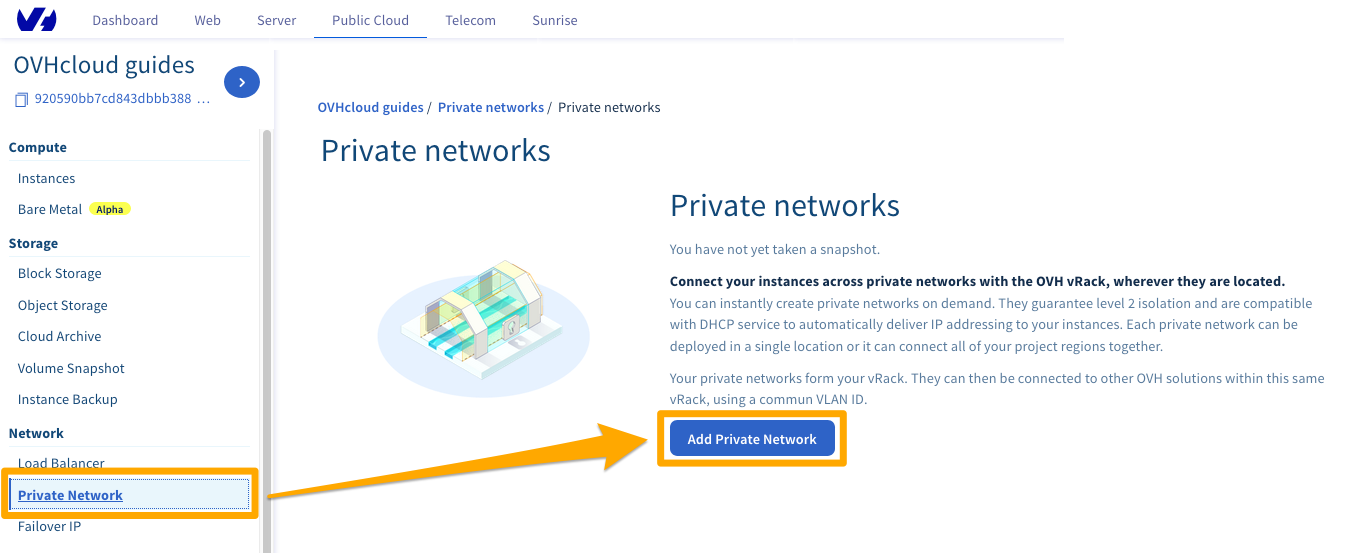 Dashboard Web Server Public Cloud Telecom Sunrise
OVHcloud guides
920590bb7cd843dbbb388 ...
Compute
Instances
Bare Metal Alpha
Storage
Block Storage
Object Storage
Cloud Archive
Volume Snapshot
Instance Backup
Network
Load Balancer
Private Network
Failover IP
OVHcloud guides / Private networks / Private networks
Private networks
Private networks
You have not yet taken a snapshot.
Connect your instances across private networks with the OVH vRack, wherever they are located.
You can instantly create private networks on demand. They guarantee level 2 isolation and are compatible
with DHCP service to automatically deliver IP addressing to your instances. Each private network can be
deployed in a single location or it can connect all of your project regions together.
Your private networks form your vRack. They can then be connected to other OVH solutions within this same
vRack, using a commun VLAN ID.
Add Private Network